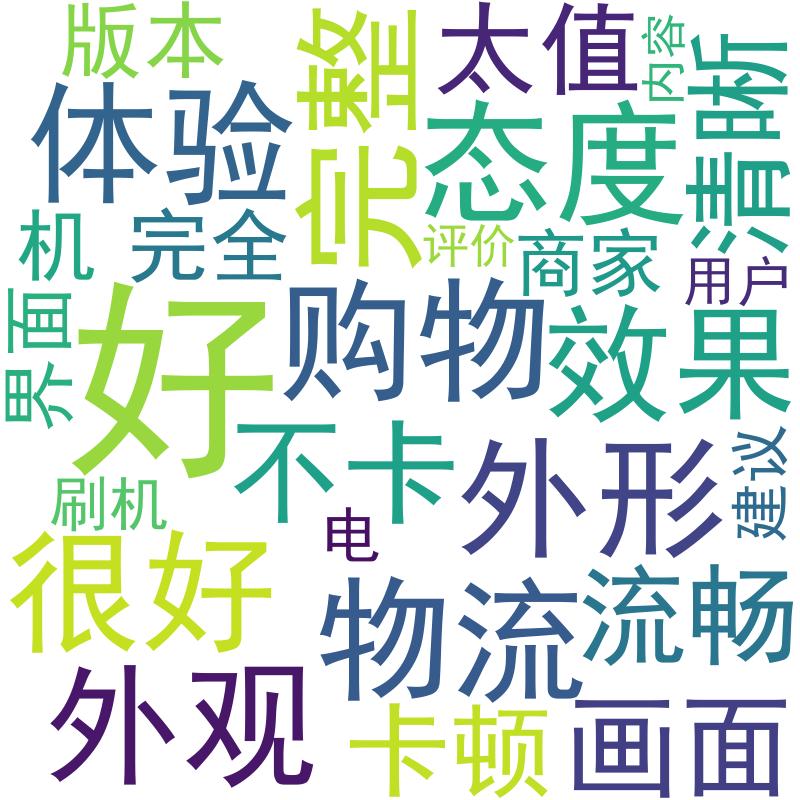 版本
太值
内容
体验
完整
态度
清晰
机
完全
评价
商家
用户
界面
好
购物
效果
不卡
外形
建议
刷机
电
很好
物流
流畅
外观
卡顿
画面